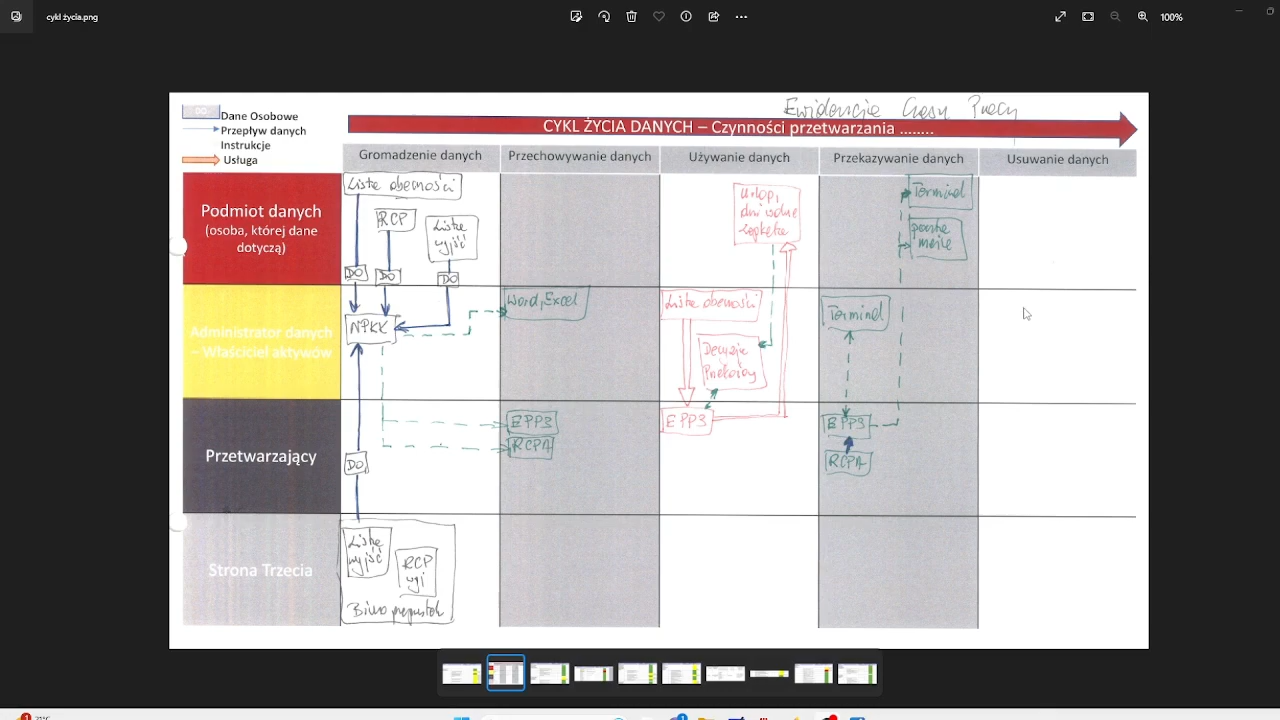 cykl życia.png
100%
Ewidencja Czasu Pracy
Dane Osobowe
Przepływ danych
Instrukcje
Usługa
CYKL ŻYCIA DANYCH – Czynności przetwarzania ........
Gromadzenie danych
Przechowywanie danych
Używanie danych
Przekazywanie danych
Usuwanie danych
Podmiot danych
(osoba, której dane
dotyczą)
Lista obecności
RCP
Lista
wyjść
DO
DO
DO
Urlop,
dni wolne
Terminal
poczta
Administrator danych
– Właściciel aktywów
NPKK
Word, Excel
Lista obecności
Decyzje
Terminal
Przetwarzający
DO
EPP3
RCPA
EPP3
EPP3
RCPA
Strona Trzecia
Lista
wyjść
RCP
Biuro przepustek